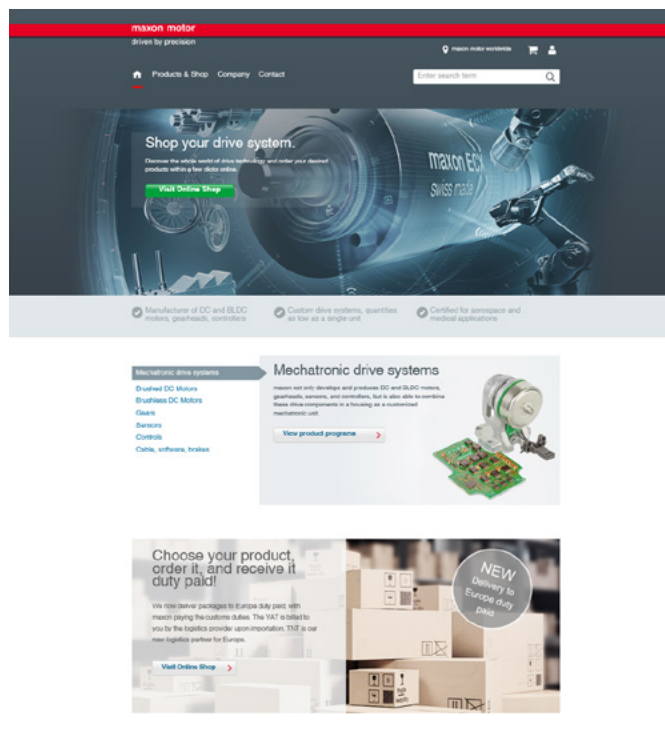 maxon motor
driven by precision
maxon motor worldwide
Products & Shop Company Contact
Enter search term
Shop your drive system.
Discover the whole world of drive technology and order your desired
products within a few clicks online.
Visit Online Shop
maxon ECX
swiss made
Manufacturer of DC and BLDC
motors, gearheads, controllers
Custom drive systems, quantities
as low as a single unit
Certified for aerospace and
medical applications
Mechatronic drive systems
Brushed DC Motors
Brushless DC Motors
Gears
Sensors
Controls
Cable, software, brakes
Mechatronic drive systems
maxon not only develops and produces DC and BLDC motors,
gearheads, sensors, and controllers, but is also able to combine
these drive components in a housing as a customized
mechatronic unit
View product programs
Choose your product,
order it, and receive it
duty paid!
We now deliver packages to Europe duty paid, with
maxon paying the customs duties. The VAT is billed to
you by the logistics provider upon importation. TNT is our
new logistics partner for Europe.
Visit Online Shop
NEW
Delivery to
Europe duty
paid